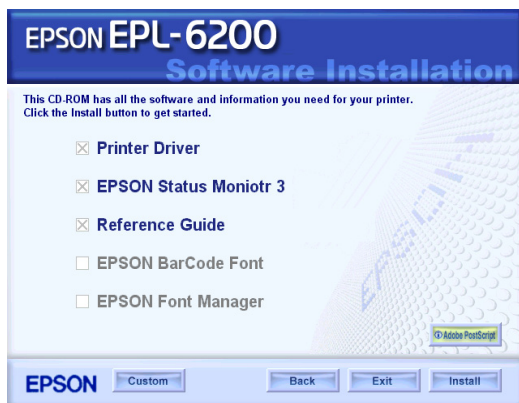 EPSON EPL-6200
Software Installation
This CD-ROM has all the software and information you need for your printer.
Click the Install button to get started.
Printer Driver
EPSON Status Moniotr 3
Reference Guide
EPSON BarCode Font
EPSON Font Manager
EPSON
Adobe PostScript
EPSON
Custom
Back
Exit
Install